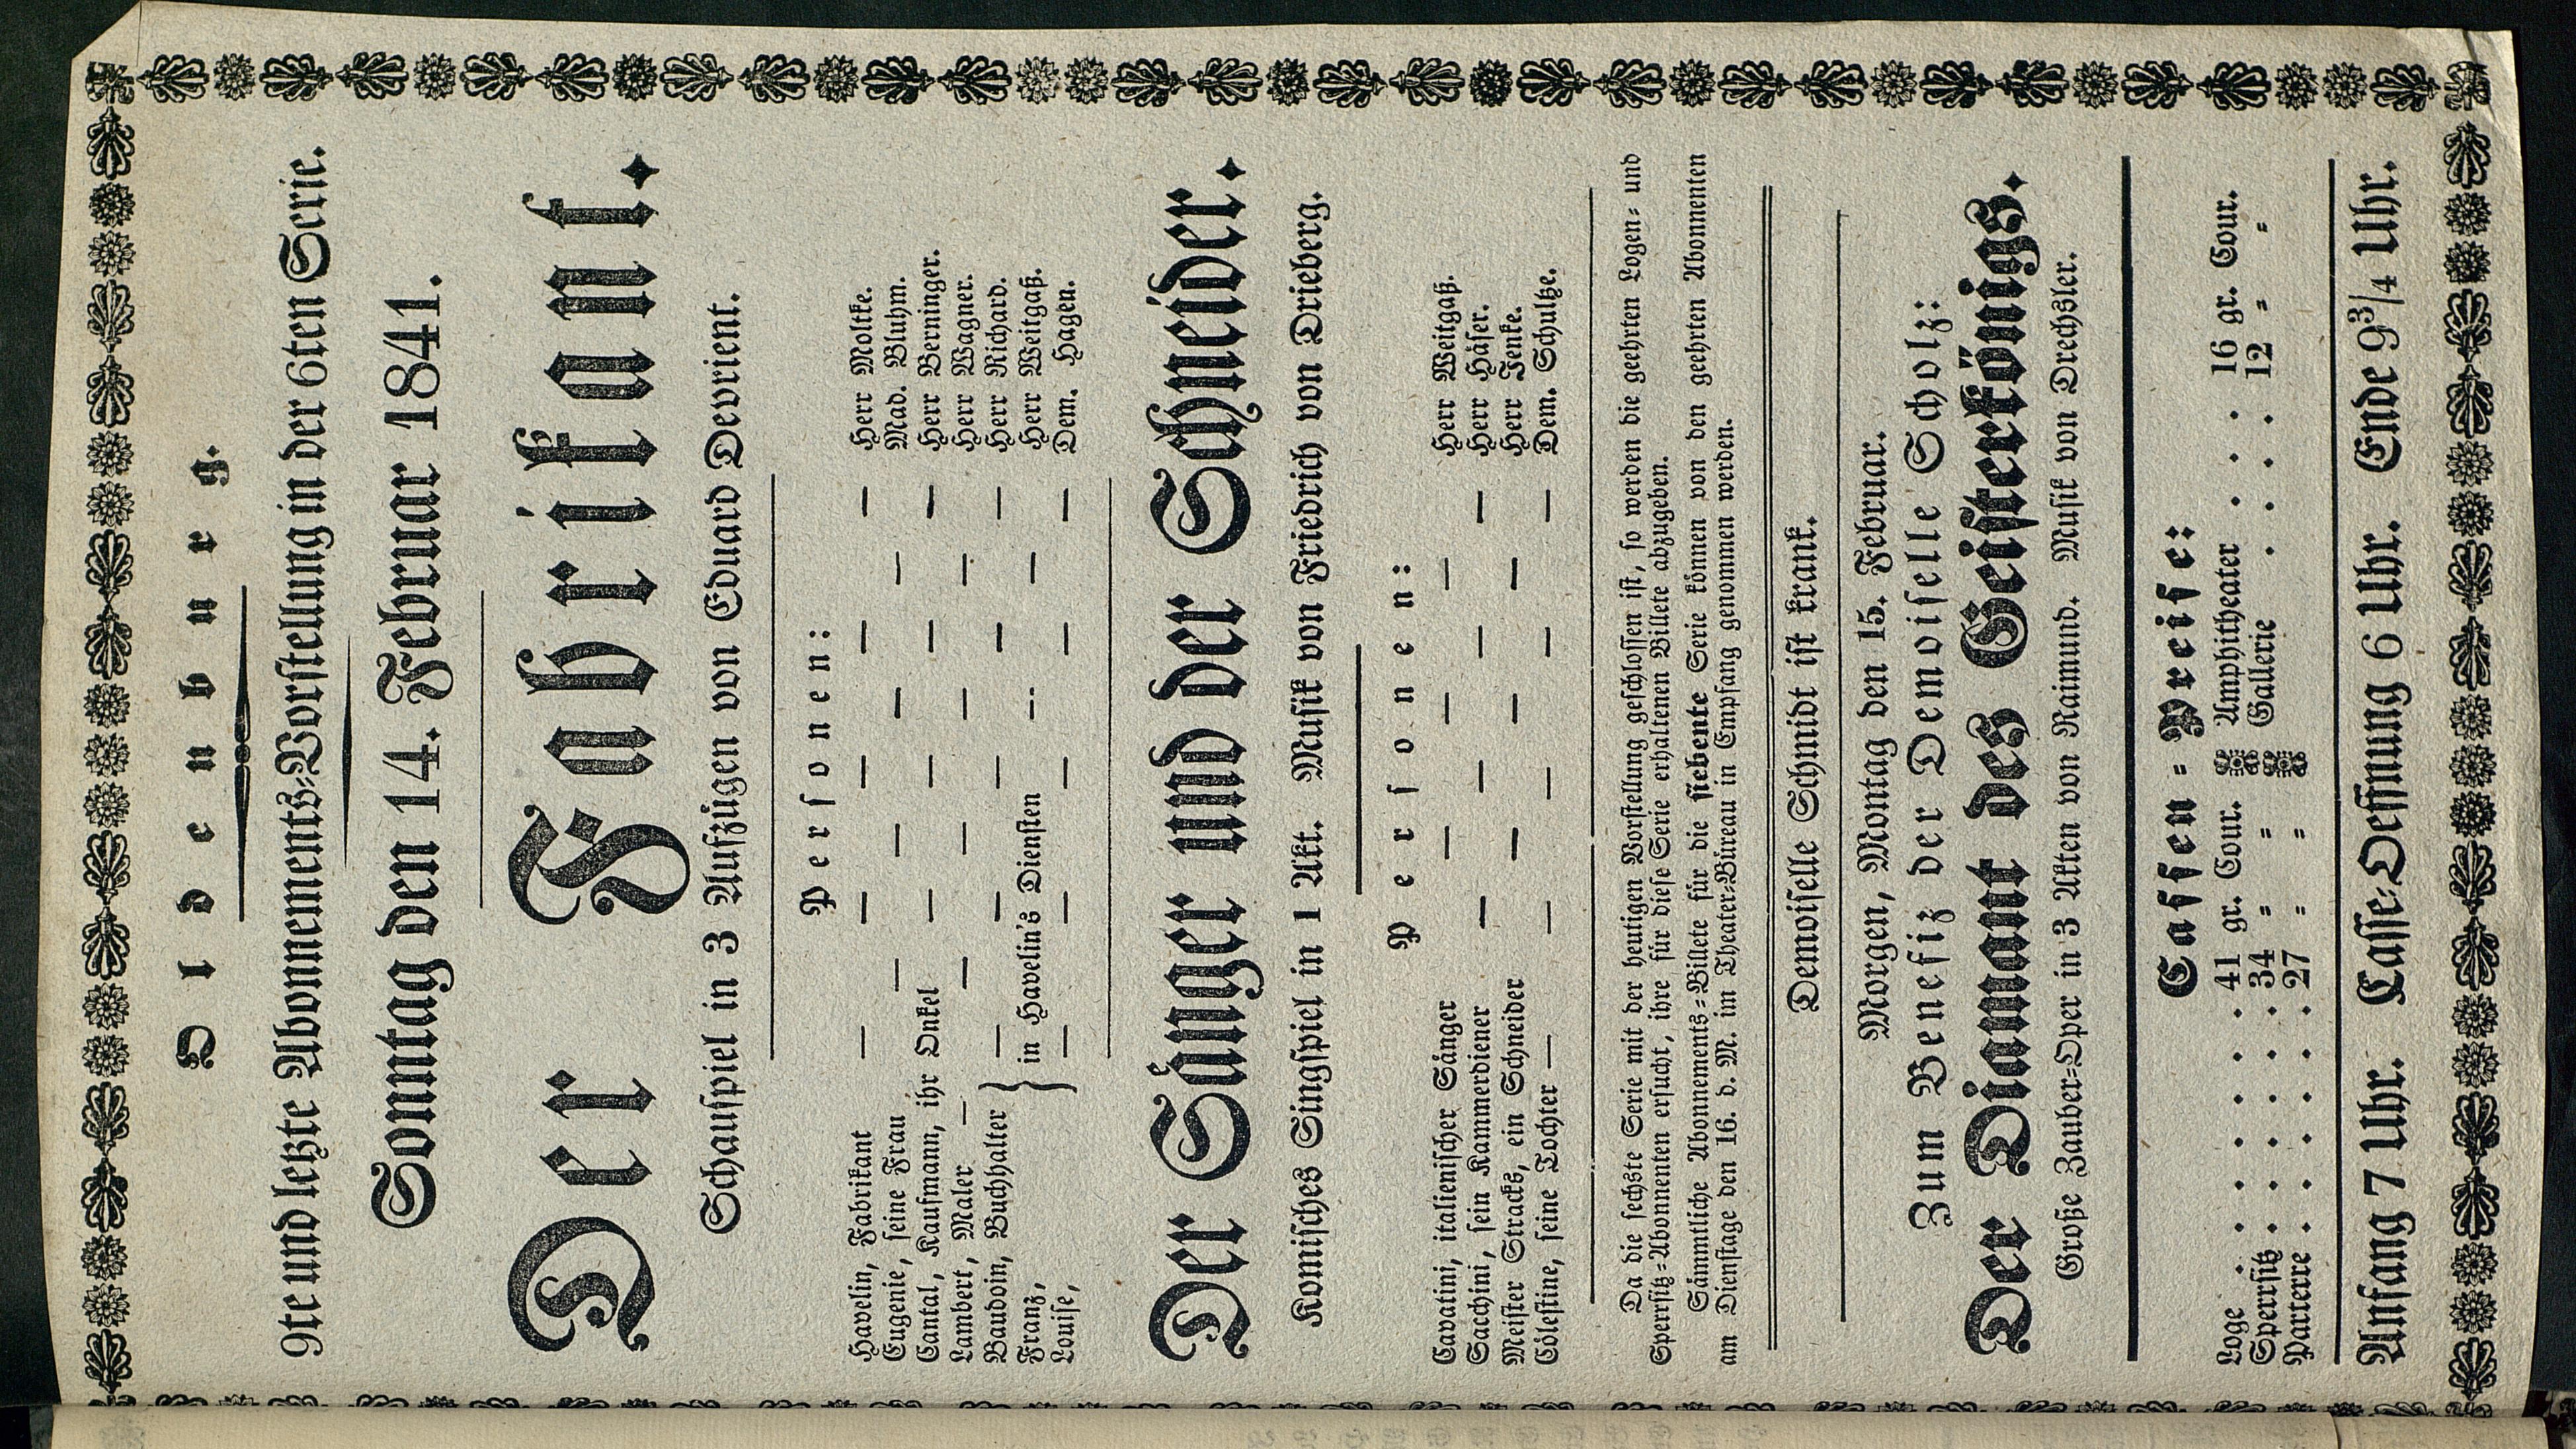 Oldenburg.
9te und letzte Abonnements-Vorstellung in der 6ten Serie.
Sonntag den 14. Februar 1841.
Der Fabrikant.
Schauspiel in 3 Aufzügen von Eduard Devrient.
Personen:
Havelin, Fabrikant — — — — — Herr Moltke.
Eugenie, seine Frau — — — — Mad. Bluhm.
Cantal, Kaufmann, ihr Onkel — — — — Herr Berninger.
Lambert, Maler — — — — — Herr Wagner.
Baudoin, Buchhalter } — — — — — Herr Richard.
Franz, } in Havelin's Diensten — — Herr Weitgaß.
Louise, } — — — — — Dem. Hagen.
Der Sänger und der Schneider.
Komisches Singspiel in 1 Akt. Musik von Friedrich von Drieberg.
Personen:
Cavatini, italienischer Sänger — — — Herr Weitgaß.
Sacchini, sein Kammerdiener — — — — Herr Häser.
Meister Stracks, ein Schneider — — — Herr Jenke.
Cölestine, seine Tochter — — — — — Dem. Schultze.
Da die sechste Serie mit der heutigen Vorstellung geschlossen ist, so werden die geehrten Logen- und
Spersitz-Abonnenten ersucht, ihre für diese Serie erhaltenen Billete abzugeben.
Sämmtliche Abonnements-Billete für die siebente Serie können von den geehrten Abonnenten
am Dienstage den 16. d. M. im Theater-Büreau in Empfang genommen werden.
Demoiselle Schmidt ist krank.
Morgen, Montag den 15. Februar.
Zum Benefiz der Demoiselle Scholz:
Der Diamant des Geisterkönigs.
Große Zauber-Oper in 3 Akten von Raimund. Musik von Drechsler.
Cassen-Preise:
Loge . . . . . 41 gr. Cour. Amphitheater . . . 16 gr. Cour.
Sperrsitz . . . . . 34 = = Gallerie . . . . 12 = =
Parterre . . . . . 27 = =
Anfang 7 Uhr. Casse-Oeffnung 6 Uhr. Ende 9 3/4 Uhr.